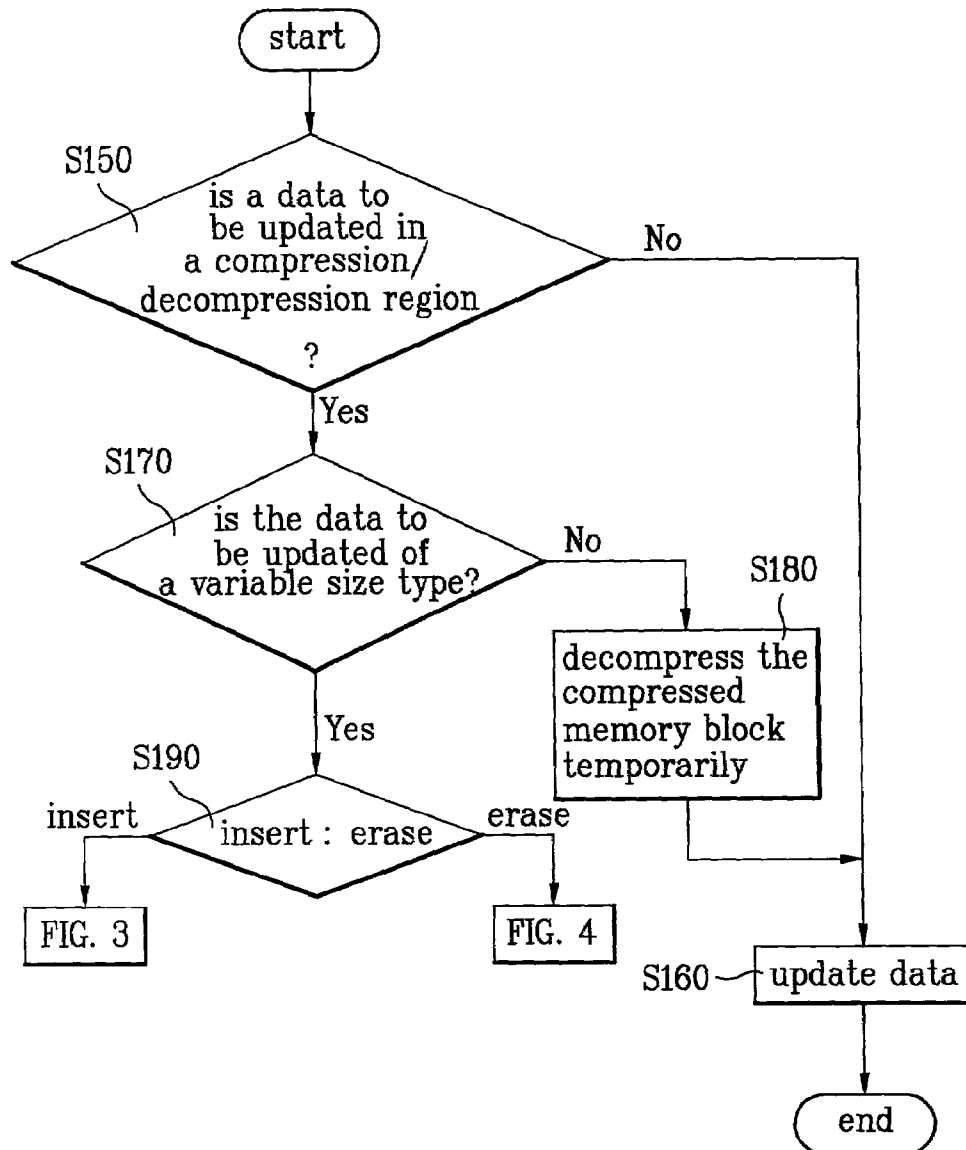 start
S150
is a data to
be updated in
a compression/
decompression region
?
No
Yes
S170
is the data to
be updated of
a variable size type?
No
S180
decompress the
compressed
memory block
temporarily
Yes
S190
insert
insert : erase
erase
FIG. 3
FIG. 4
S160
update data
end